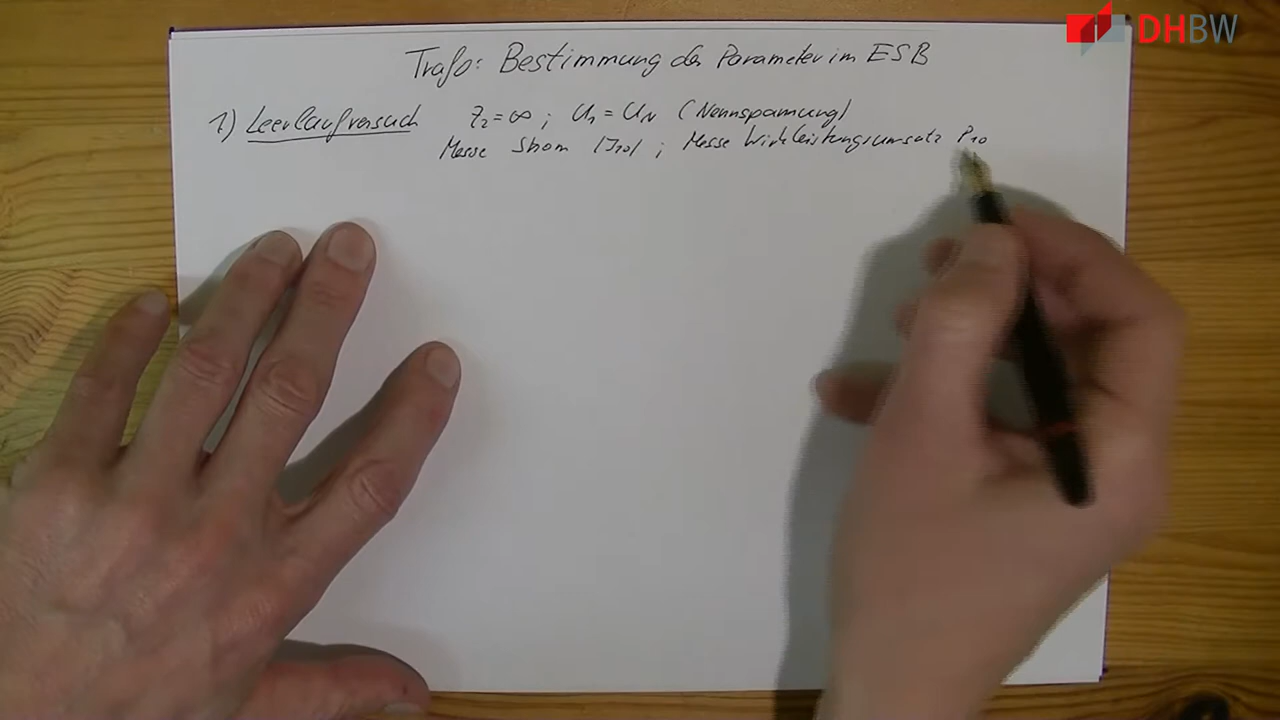 DHBW
Trafo: Bestimmung der Parameter im ESB
1) Leerlaufversuch Z₂=∞ ; U₁ = U_N (Nennspannung)
Messe Strom |I₁₀| ; Messe Wirkleistungsumsatz P₁₀